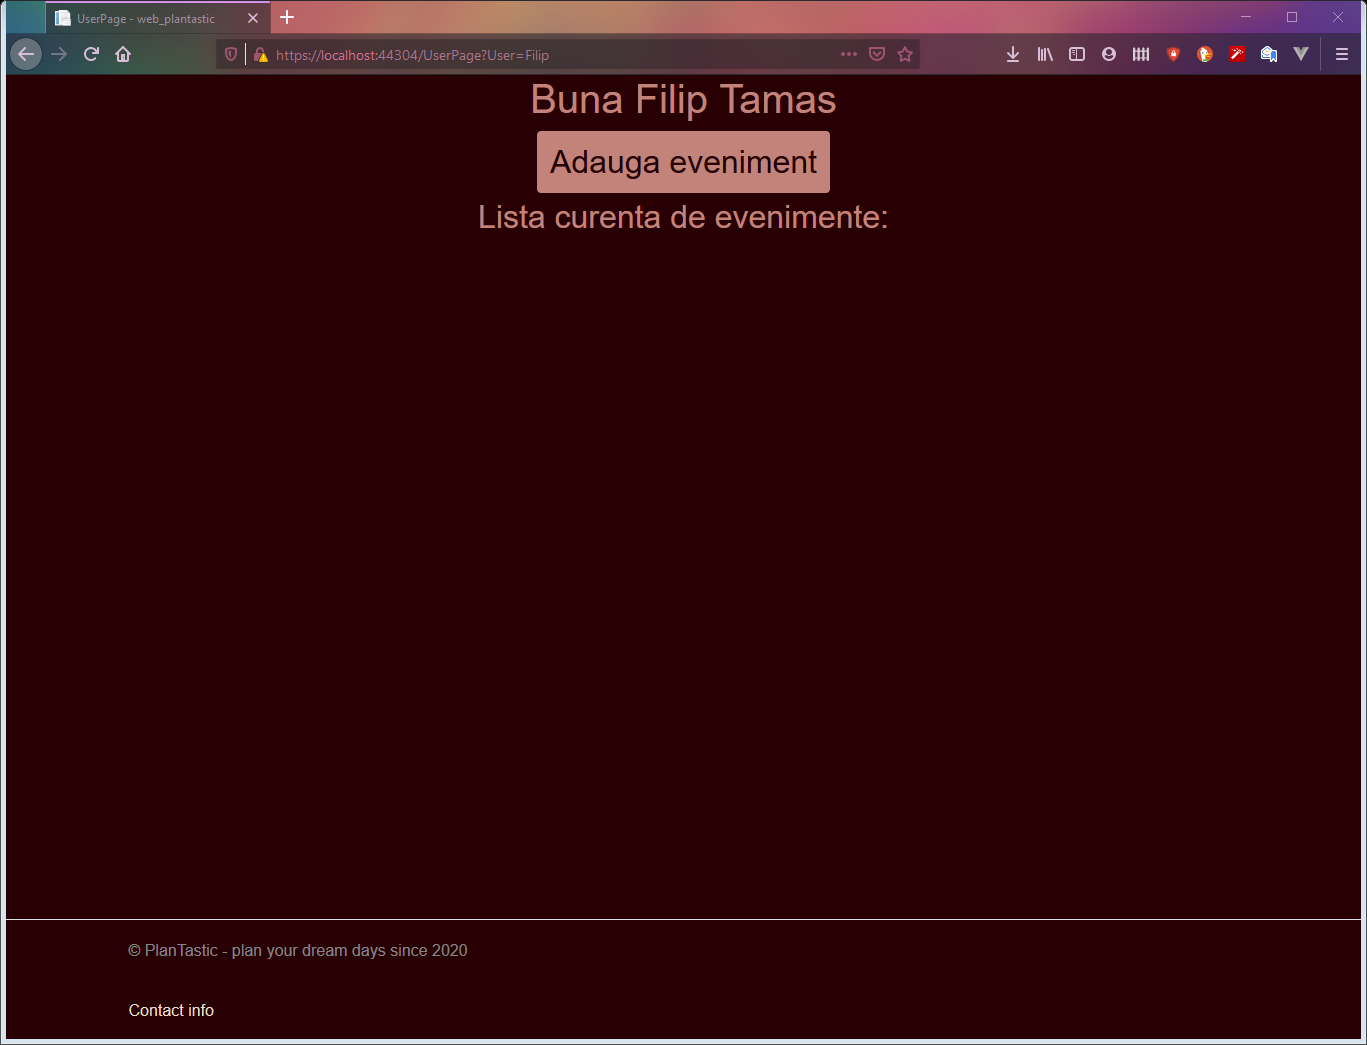 UserPage - web_plantastic
https://localhost:44304/UserPage?User=Filip
Buna Filip Tamas
Adauga eveniment
Lista curenta de evenimente:
© PlanTastic - plan your dream days since 2020
Contact info